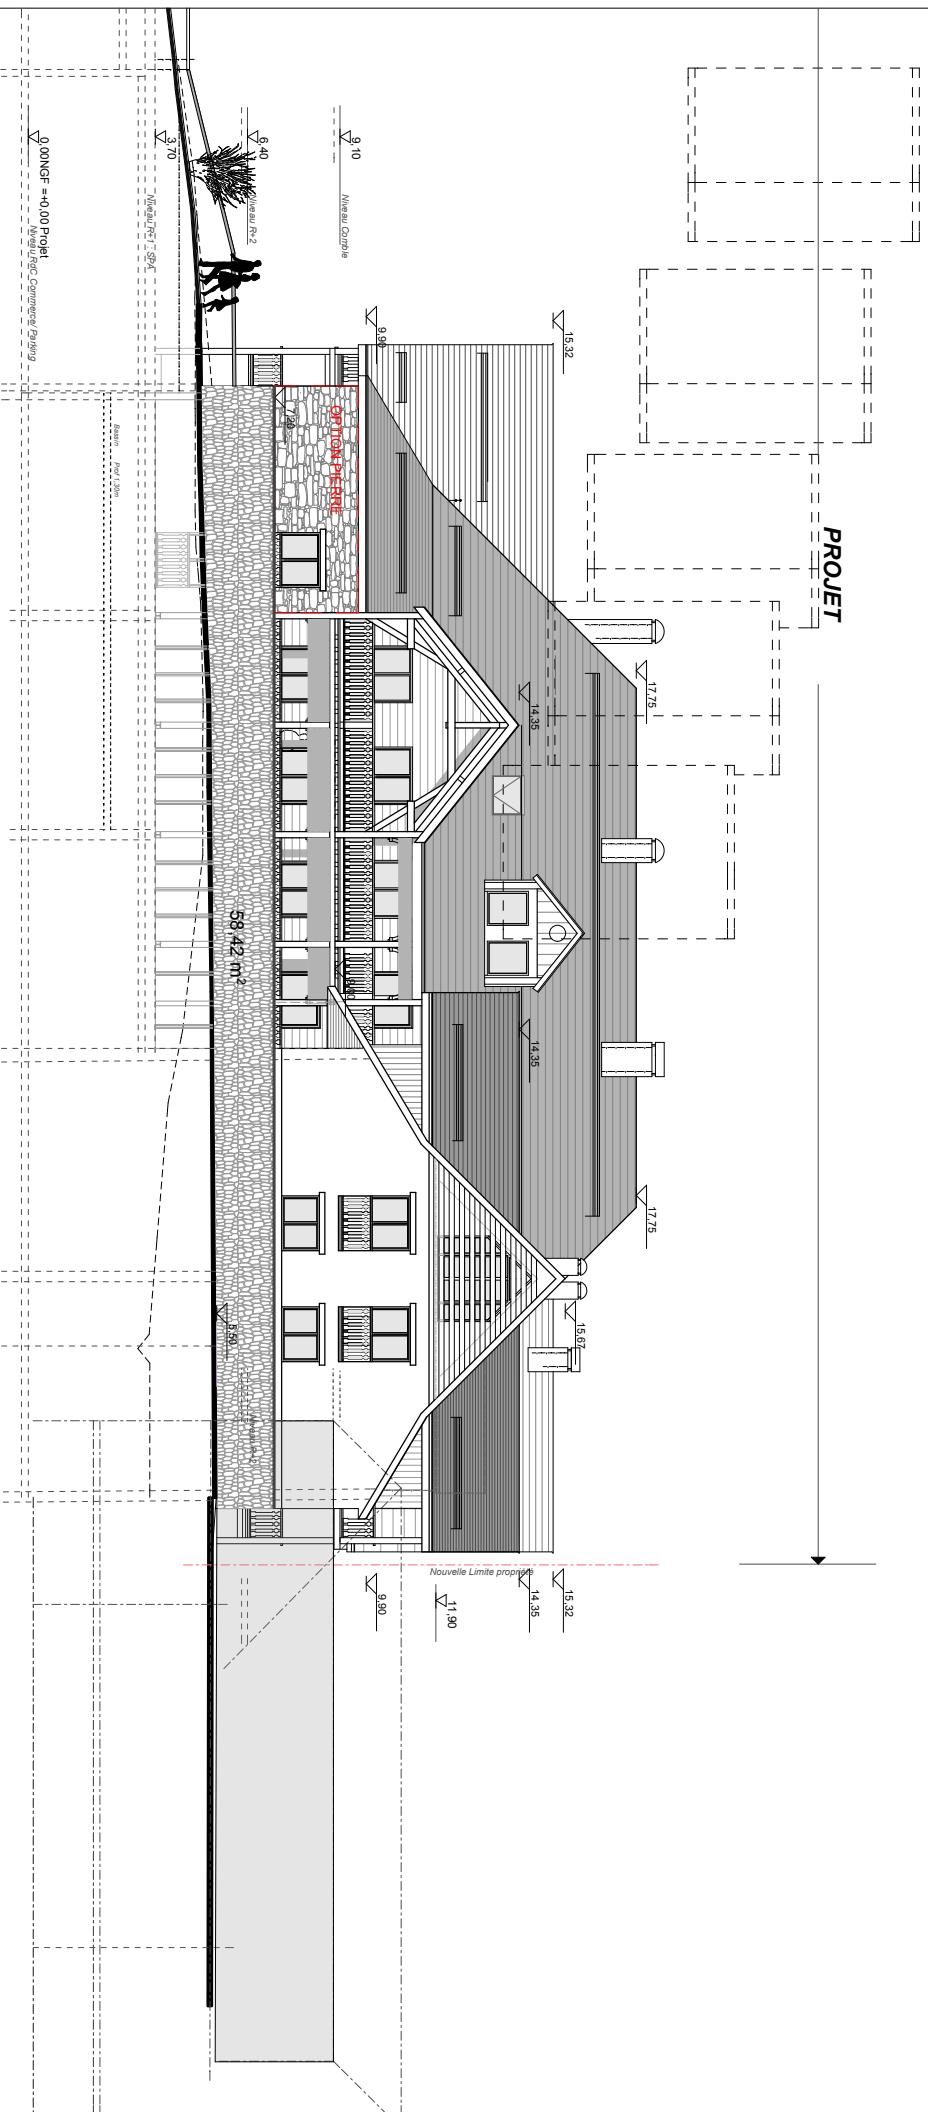 PROJET
15,32
9,90
17,75
14,35
14,35
17,75
15,67
15,32
14,35
11,90
9,90
Nouvelle Limite propriété
9,10
Niveau Comble
6,40
Niveau R+2
3,70
Niveau R+1 : SPA
0,00NGF =+0,00 Projet
Niveau RdC Commerce/ Parking
OPTION PIERRE
7,20
Bassin Prof 1,30m
58,42 m²
5,50
Niveau R+2